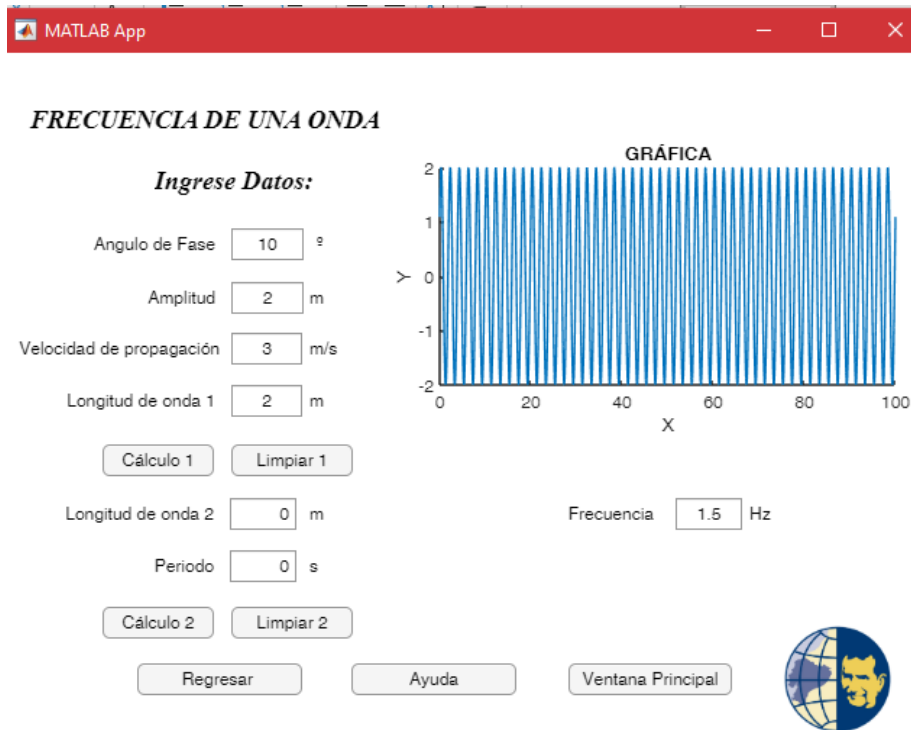 MATLAB App
FRECUENCIA DE UNA ONDA
Ingrese Datos:
Angulo de Fase 10 º
Amplitud 2 m
Velocidad de propagación 3 m/s
Longitud de onda 1 2 m
Cálculo 1 Limpiar 1
Longitud de onda 2 0 m
Periodo 0 s
Cálculo 2 Limpiar 2
GRÁFICA
2
1
0
-1
-2
Y
0 20 40 60 80 100
X
Frecuencia 1.5 Hz
Regresar Ayuda Ventana Principal